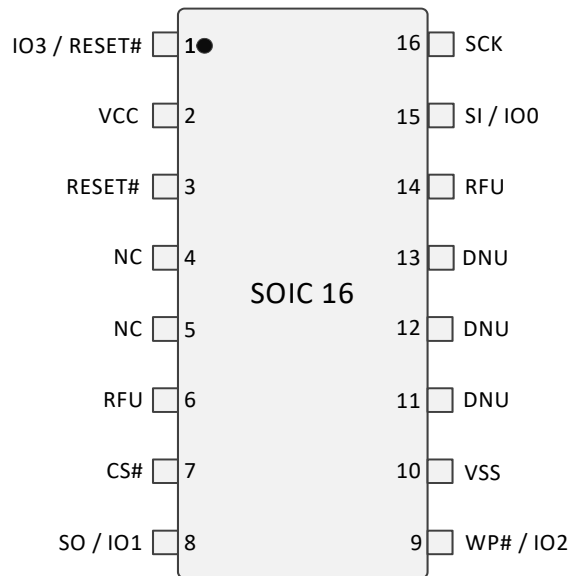 IO3 / RESET# 1 16 SCK
VCC 2 15 SI / IO0
RESET# 3 14 RFU
NC 4 13 DNU
SOIC 16
NC 5 12 DNU
RFU 6 11 DNU
CS# 7 10 VSS
SO / IO1 8 9 WP# / IO2